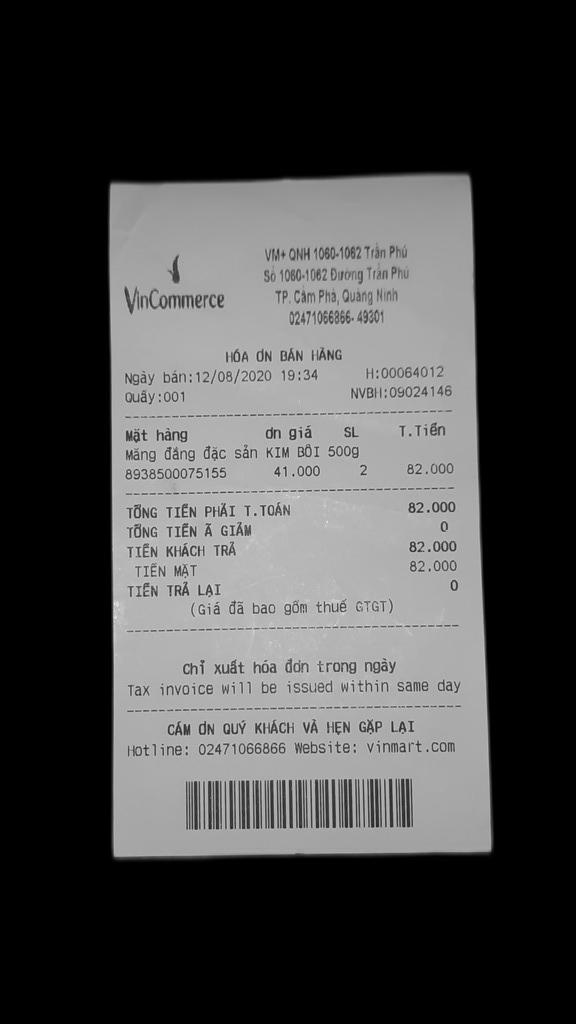 VinCommerce
VM+ QNH 1060-1062 Trần Phú
Số 1060-1062 Đường Trần Phú
TP. Cẩm Phả, Quảng Ninh
02471066866- 49301
HÓA ƠN BÁN HÀNG
Ngày bán:12/08/2020 19:34 H:00064012
Quầy:001 NVBH:09024146
Mặt hàng ơn giá SL T.Tiền
Măng đắng đặc sản KIM BÔI 500g
8938500075155 41.000 2 82.000
TỔNG TIỀN PHẢI T.TOÁN 82.000
TỔNG TIỀN Ã GIẢM 0
TIỀN KHÁCH TRẢ 82.000
TIỀN MẶT 82.000
TIỀN TRẢ LẠI 0
(Giá đã bao gồm thuế GTGT)
Chỉ xuất hóa đơn trong ngày
Tax invoice will be issued within same day
CÁM ƠN QUÝ KHÁCH VÀ HẸN GẶP LẠI
Hotline: 02471066866 Website: vinmart.com